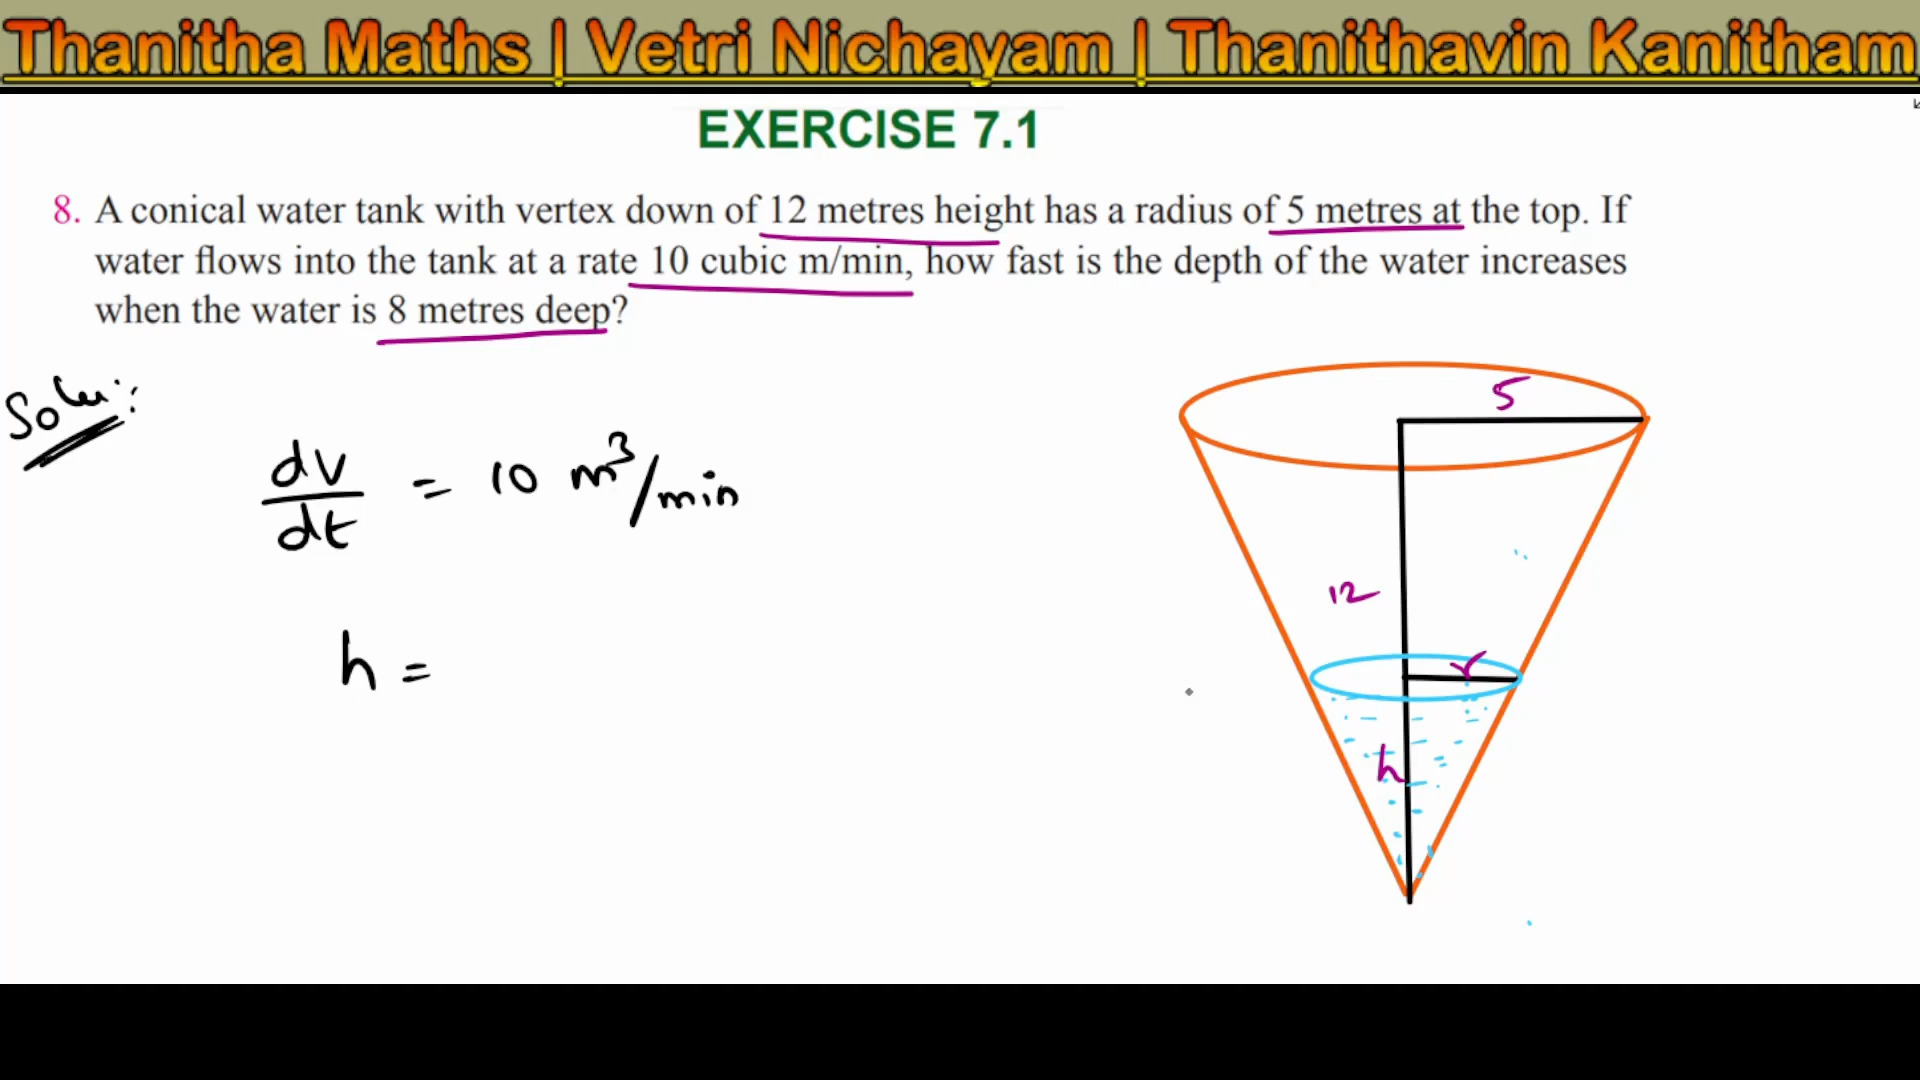 Thanitha Maths | Vetri Nichayam | Thanithavin Kanitham
EXERCISE 7.1
8. A conical water tank with vertex down of 12 metres height has a radius of 5 metres at the top. If
water flows into the tank at a rate 10 cubic m/min, how fast is the depth of the water increases
when the water is 8 metres deep?
Soln:
dv/dt = 10 m³/min
h =
5
12
r
h